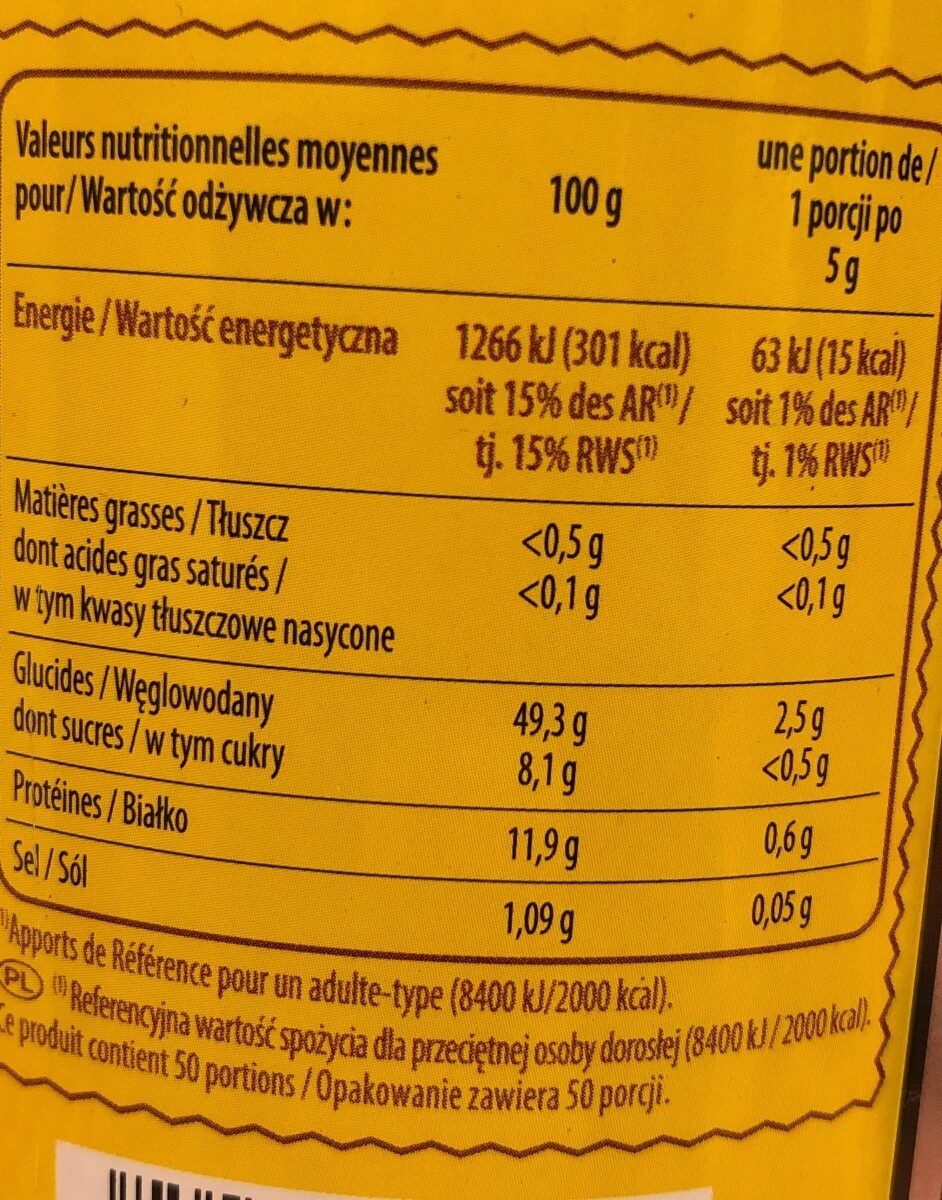 Valeurs nutritionnelles moyennes
pour/Wartość odżywcza w:
100 g
une portion de /
1 porcji po
5 g
Energie / Wartość energetyczna
1266 kJ (301 kcal)
soit 15% des AR⁽¹⁾/
tj. 15% RWS⁽¹⁾
63 kJ (15 kcal)
soit 1% des AR⁽¹⁾/
tj. 1% RWS⁽¹⁾
Matières grasses / Tłuszcz
<0,5 g
<0,5 g
dont acides gras saturés /
<0,1 g
<0,1 g
w tym kwasy tłuszczowe nasycone
Glucides / Węglowodany
49,3 g
2,5 g
dont sucres / w tym cukry
8,1 g
<0,5 g
Protéines / Białko
11,9 g
0,6 g
Sel / Sól
1,09 g
0,05 g
⁽¹⁾Apports de Référence pour un adulte-type (8400 kJ/2000 kcal).
PL ⁽¹⁾ Referencyjna wartość spożycia dla przeciętnej osoby dorosłej (8400 kJ / 2000 kcal).
Ce produit contient 50 portions / Opakowanie zawiera 50 porcji.